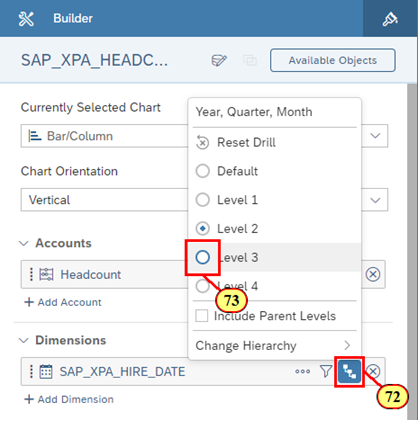 Builder
SAP_XPA_HEADC...
Available Objects
Currently Selected Chart
Bar/Column
Chart Orientation
Vertical
Accounts
Headcount
+ Add Account
Dimensions
SAP_XPA_HIRE_DATE
+ Add Dimension
Year, Quarter, Month
Reset Drill
Default
Level 1
Level 2
Level 3
Level 4
Include Parent Levels
Change Hierarchy
73
72